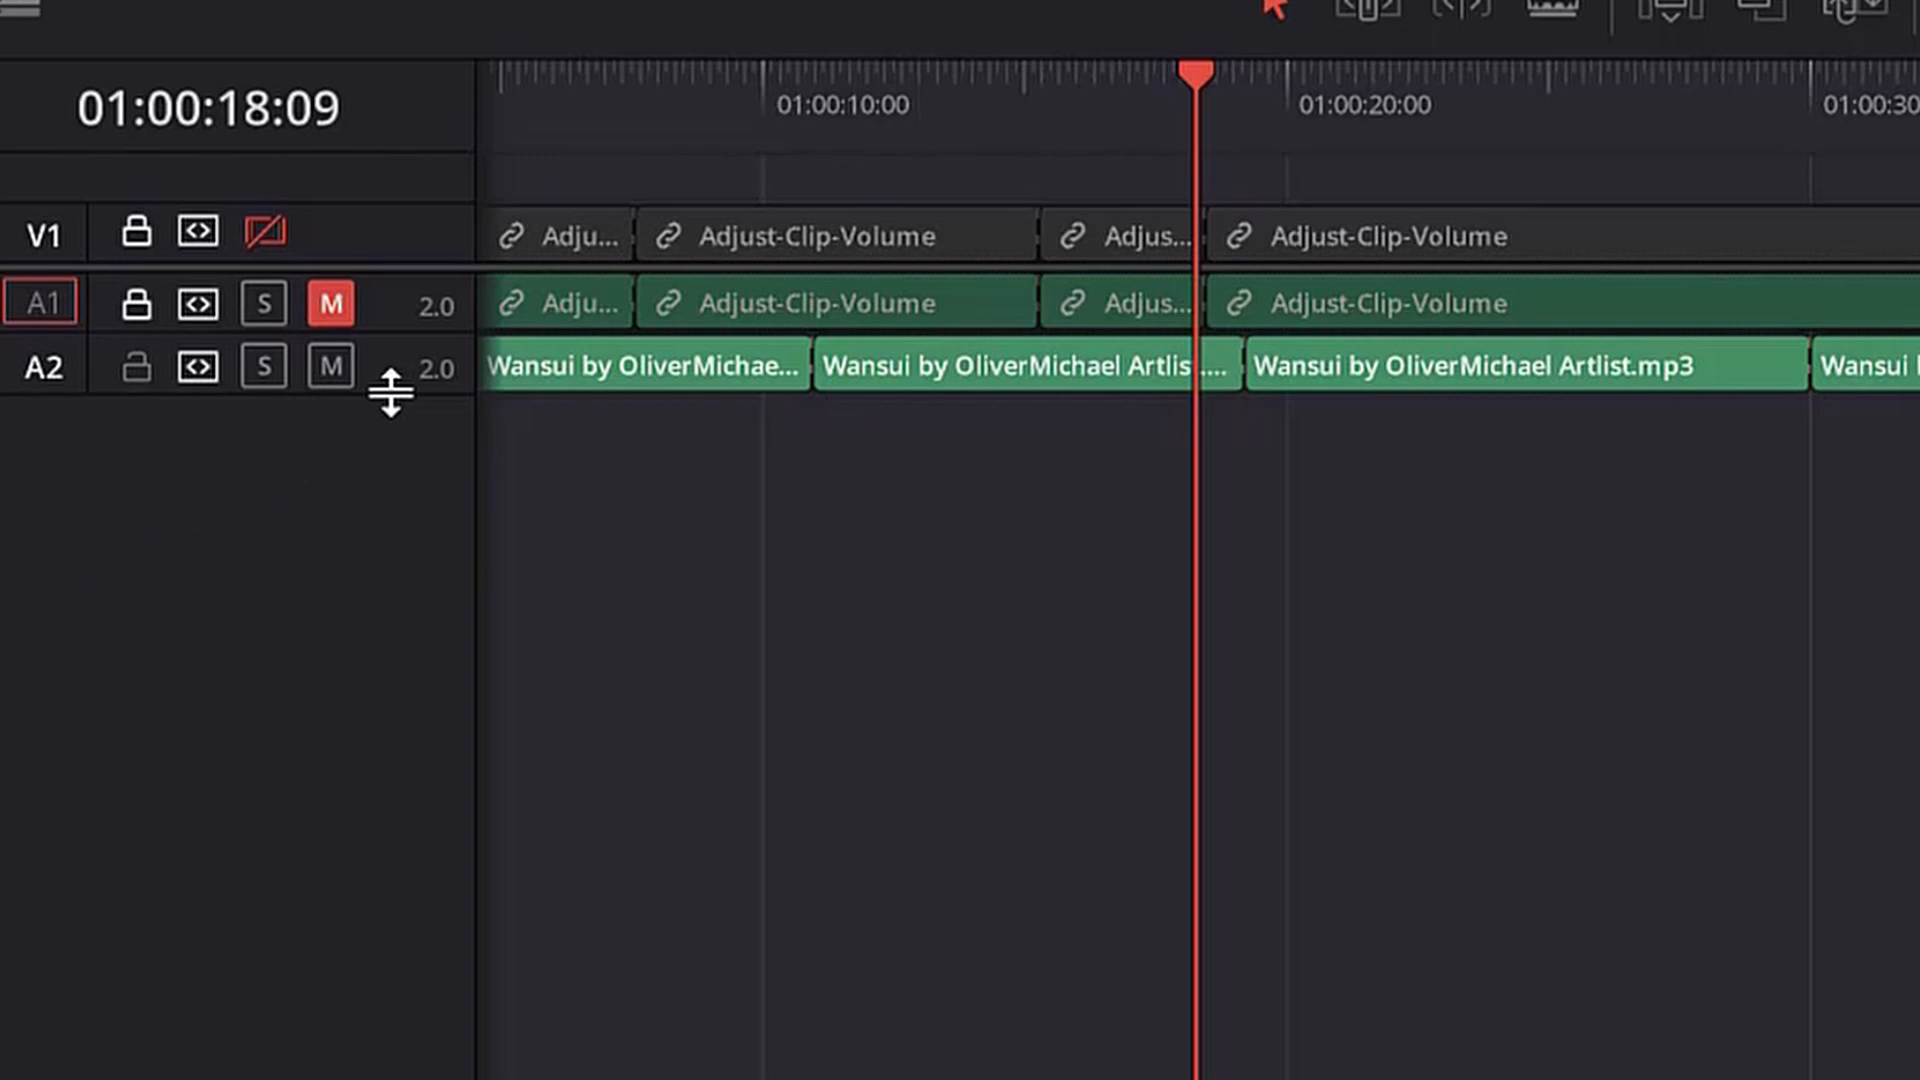 01:00:18:09
01:00:10:00
01:00:20:00
01:00:30
V1
Adju...
Adjust-Clip-Volume
Adjus...
Adjust-Clip-Volume
A1
S
M
2.0
Adju...
Adjust-Clip-Volume
Adjus...
Adjust-Clip-Volume
A2
S
M
2.0
Wansui by OliverMichae...
Wansui by OliverMichael Artlis...
Wansui by OliverMichael Artlist.mp3
Wansui